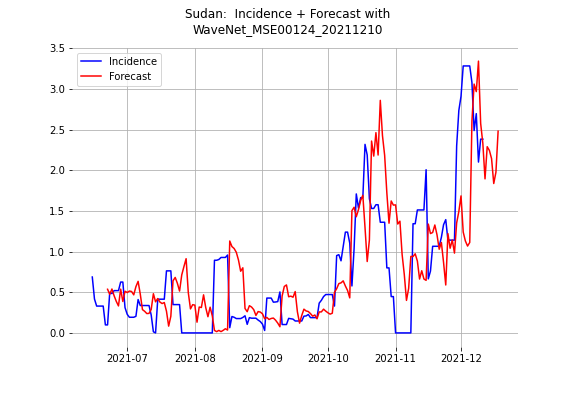 Sudan:  Incidence + Forecast with
WaveNet_MSE00124_20211210
3.5
Incidence
Forecast
3.0
2.5
2.0
1.5
1.0
0.5
0.0
2021-07 2021-08 2021-09 2021-10 2021-11 2021-12